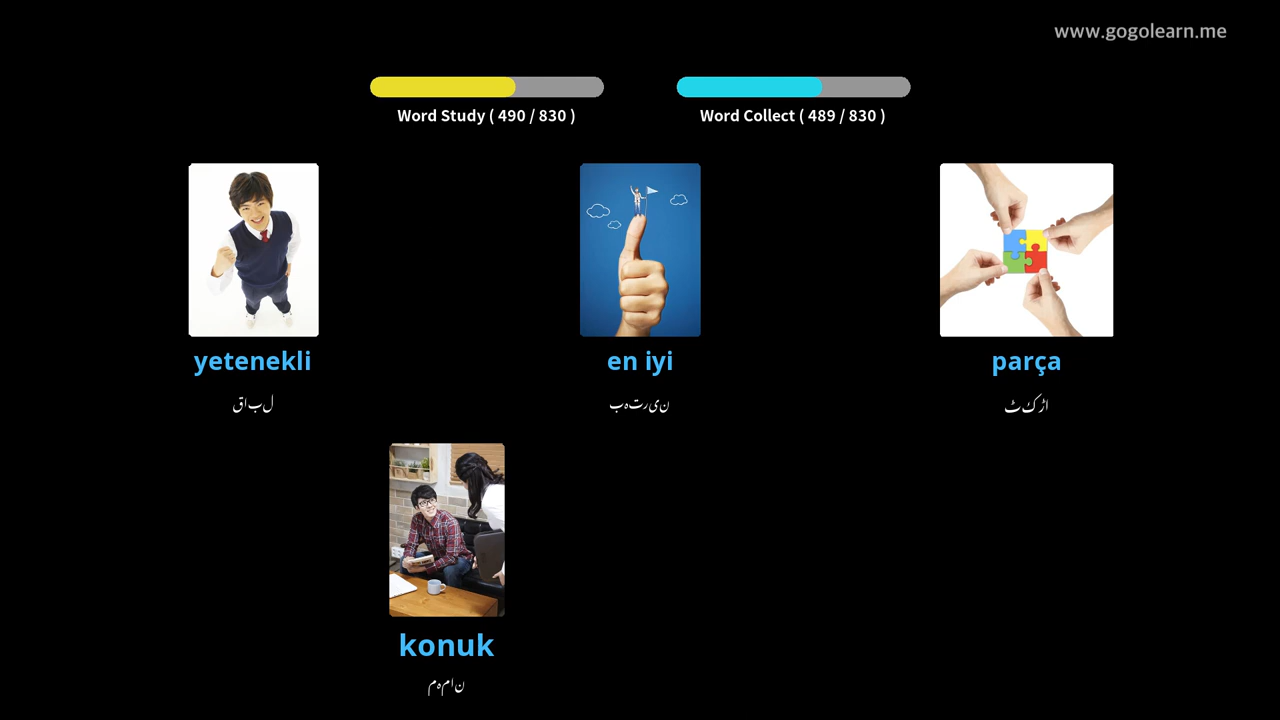 www.gogolearn.me
Word Study ( 490 / 830 )
Word Collect ( 489 / 830 )
yetenekli
en iyi
parça
قابل
بہترین
ٹکڑا
konuk
مہمان